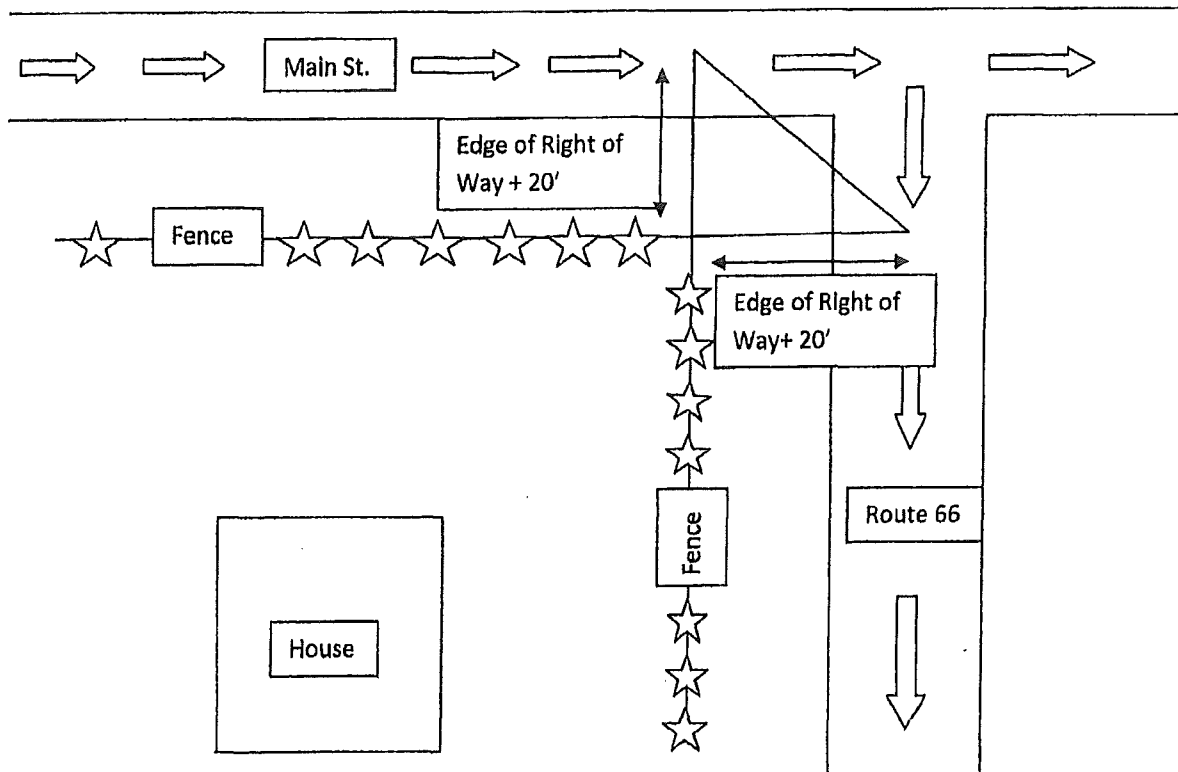 Main St.
Edge of Right of
Way + 20'
Fence
Edge of Right of
Way+ 20'
Route 66
Fence
House